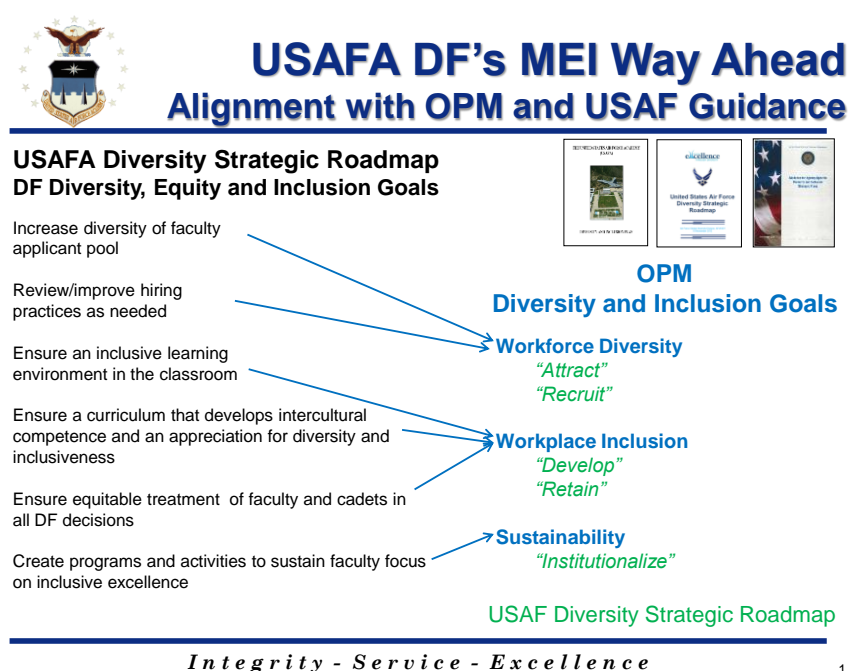 USAFA DF's MEI Way Ahead
Alignment with OPM and USAF Guidance
USAFA Diversity Strategic Roadmap
DF Diversity, Equity and Inclusion Goals
Increase diversity of faculty
applicant pool
Review/improve hiring
practices as needed
Ensure an inclusive learning
environment in the classroom
Ensure a curriculum that develops intercultural
competence and an appreciation for diversity and
inclusiveness
Ensure equitable treatment of faculty and cadets in
all DF decisions
Create programs and activities to sustain faculty focus
on inclusive excellence
eXcellence
United States Air Force
Diversity Strategic
Roadmap
OPM
Diversity and Inclusion Goals
Workforce Diversity
“Attract”
“Recruit”
Workplace Inclusion
“Develop”
“Retain”
Sustainability
“Institutionalize”
USAF Diversity Strategic Roadmap
Integrity - Service - Excellence
1